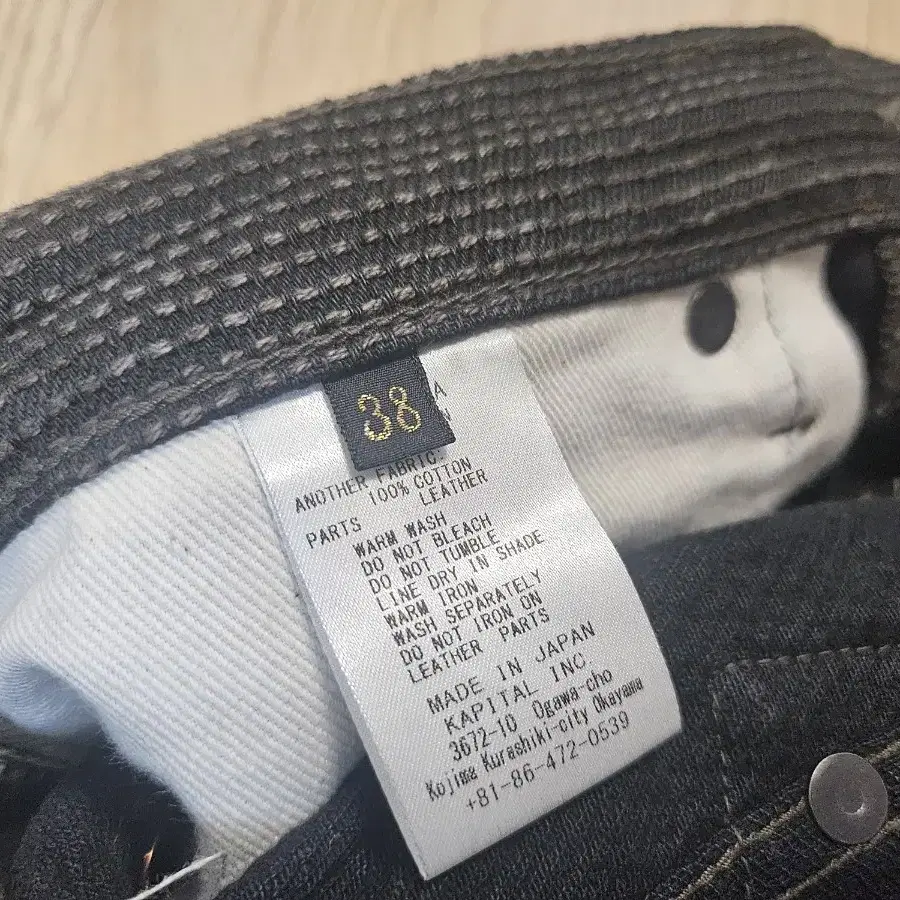 38
A
ANOTHER FABRIC:
100% COTTON
PARTS LEATHER
WARM WASH
DO NOT BLEACH
DO NOT TUMBLE
LINE DRY IN SHADE
WARM IRON
WASH SEPARATELY
DO NOT IRON ON
LEATHER PARTS
MADE IN JAPAN
KAPITAL INC.
3672-10 Ogawa-cho
Kojima Kurashiki-city Okayama
+81-86-472-0539